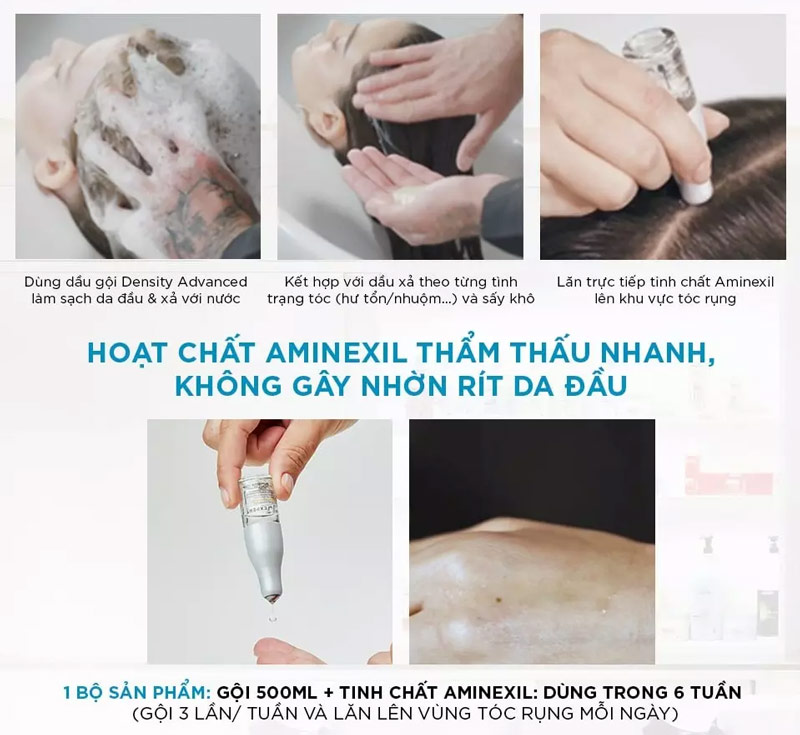 Dùng dầu gội Density Advanced
làm sạch da đầu & xả với nước
Kết hợp với dầu xả theo từng tình
trạng tóc (hư tổn/nhuộm...) và sấy khô
Lăn trực tiếp tinh chất Aminexil
lên khu vực tóc rụng
HOẠT CHẤT AMINEXIL THẨM THẤU NHANH,
KHÔNG GÂY NHỜN RÍT DA ĐẦU
1 BỘ SẢN PHẨM: GỘI 500ML + TINH CHẤT AMINEXIL: DÙNG TRONG 6 TUẦN
(GỘI 3 LẦN/ TUẦN VÀ LĂN LÊN VÙNG TÓC RỤNG MỖI NGÀY)